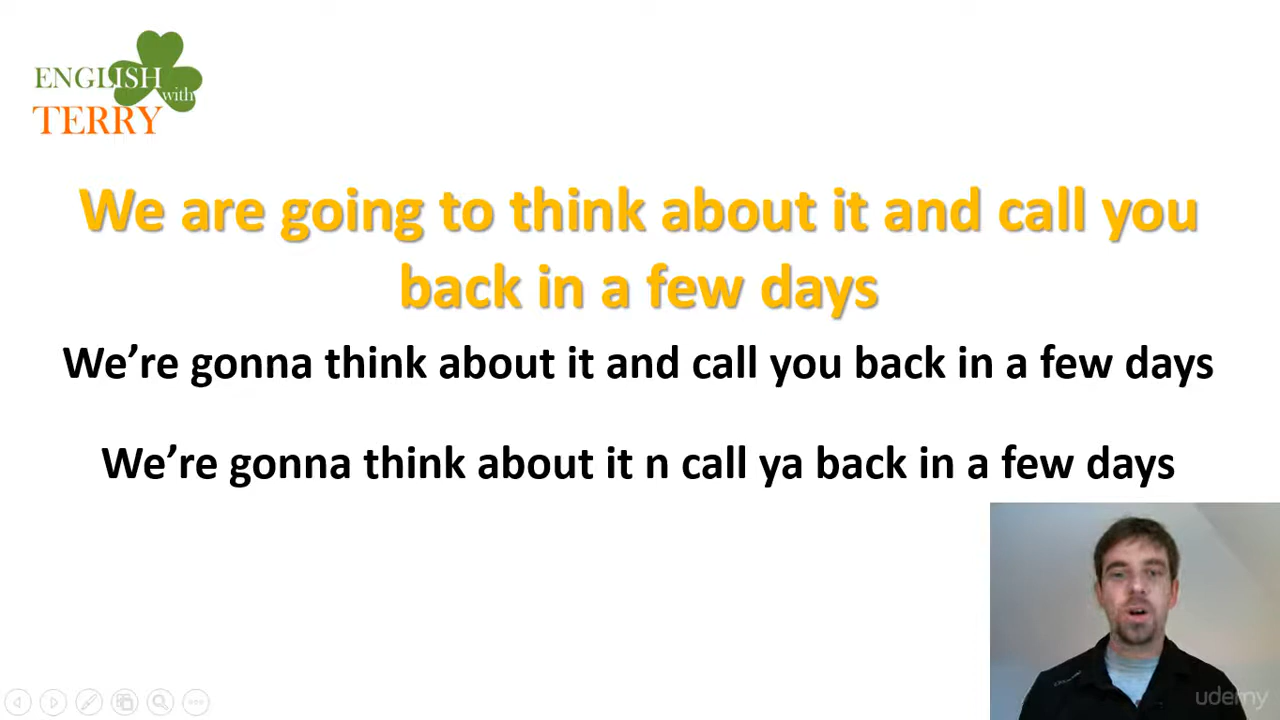 ENGLISH
with
TERRY
We are going to think about it and call you
back in a few days
We’re gonna think about it and call you back in a few days
We’re gonna think about it n call ya back in a few days
udemy